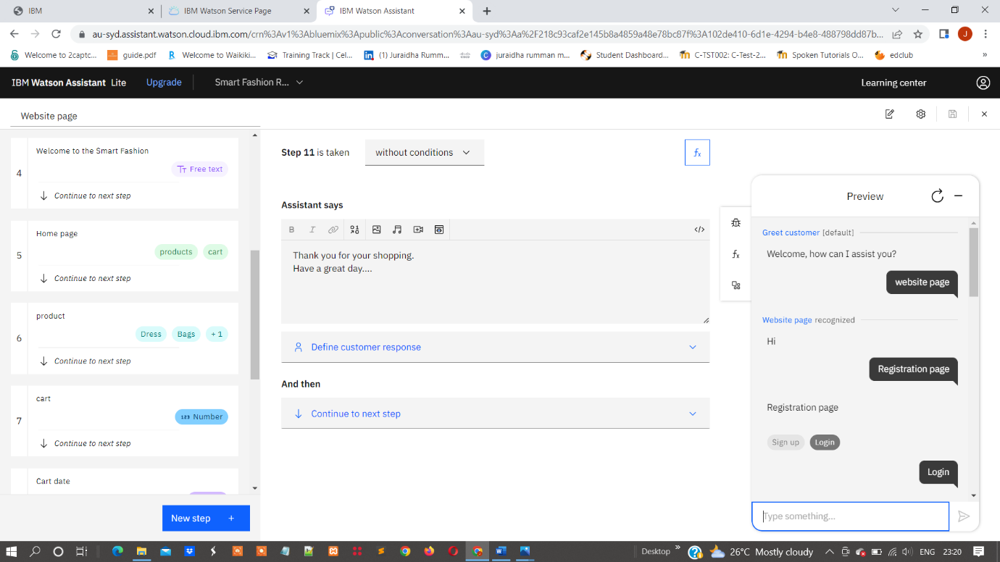 IBM
IBM Watson Service Page
IBM Watson Assistant
au-syd.assistant.watson.cloud.ibm.com/crn%3Av1%3Abluemix%3Apublic%3Aconversation%3Aau-syd%3Aa%2F218c93caf2e145b8a4859a48e78bc87f%3A102de410-6d1e-4294-b4e8-488798dd87b...
J
Welcome to 2captc...
guide.pdf
Welcome to Waikiki...
Training Track | Cel...
(1) Juraidha Rumm...
juraidha rumman m...
Student Dashboard...
C-TST002: C-Test-2...
Spoken Tutorials O...
edclub
»
IBM Watson Assistant Lite
Upgrade
Smart Fashion R...
Learning center
Website page
4
Welcome to the Smart Fashion
Free text
Continue to next step
5
Home page
products cart
Continue to next step
6
product
Dress Bags + 1
Continue to next step
7
cart
123 Number
Continue to next step
Cart date
New step +
Step 11 is taken
without conditions
fx
Assistant says
B I
</>
Thank you for your shopping.
Have a great day....
Define customer response
And then
Continue to next step
fx
Preview
Greet customer [default]
Welcome, how can I assist you?
website page
Website page recognized
Hi
Registration page
Registration page
Sign up Login
Login
Type something...
Desktop
»
26°C Mostly cloudy
ENG
23:20